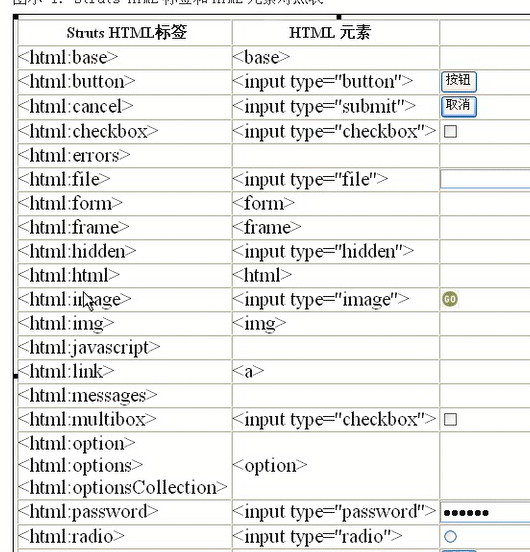 Struts HTML标签 HTML 元素
<html:base> <base>
<html:button> <input type="button"> 按钮
<html:cancel> <input type="submit"> 取消
<html:checkbox> <input type="checkbox">
<html:errors>
<html:file> <input type="file">
<html:form> <form>
<html:frame> <frame>
<html:hidden> <input type="hidden">
<html:html> <html>
<html:image> <input type="image"> GO
<html:img> <img>
<html:javascript>
<html:link> <a>
<html:messages>
<html:multibox> <input type="checkbox">
<html:option>
<html:options> <option>
<html:optionsCollection>
<html:password> <input type="password">
<html:radio> <input type="radio">